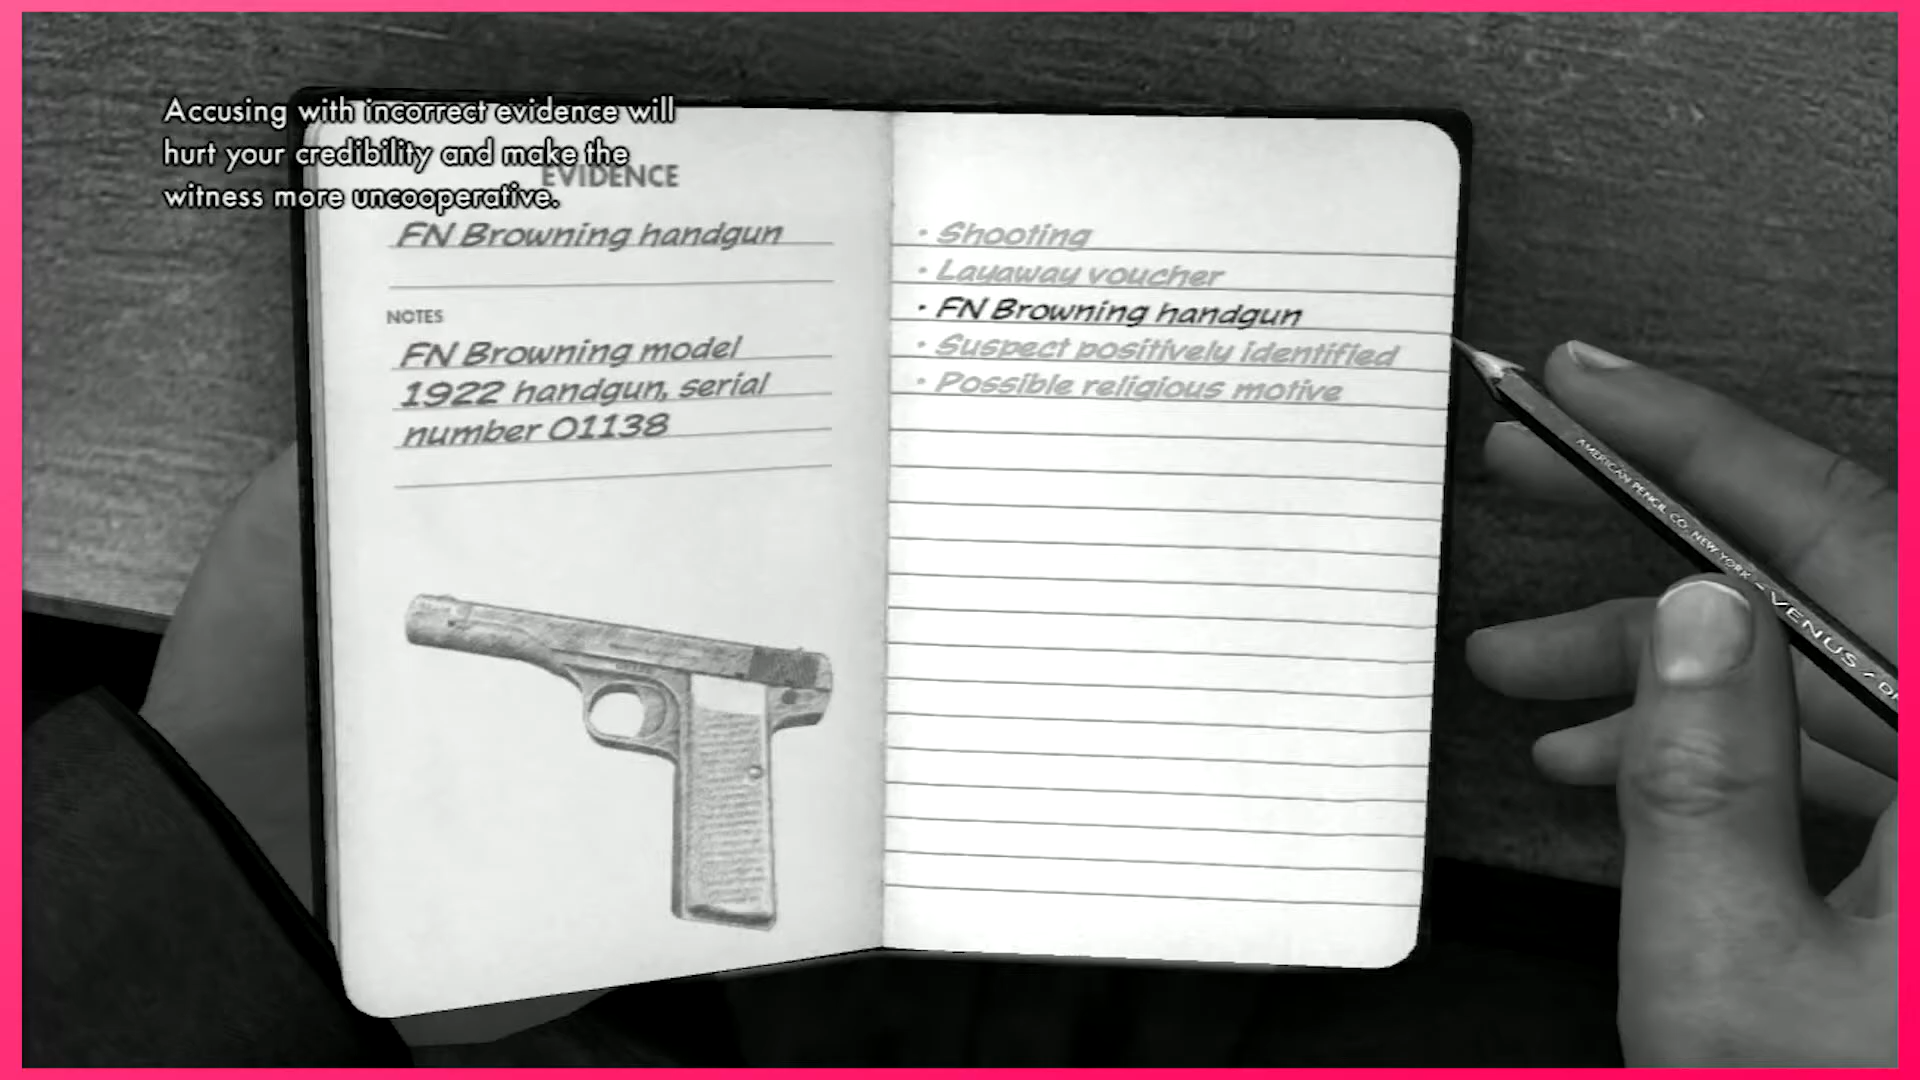 Accusing with incorrect evidence will
hurt your credibility and make the
witness more uncooperative.
EVIDENCE
FN Browning handgun
NOTES
FN Browning model
1922 handgun, serial
number 01138
• Shooting
• Layaway voucher
• FN Browning handgun
• Suspect positively identified
• Possible religious motive
AMERICAN PENCIL CO. NEW YORK
VENUS